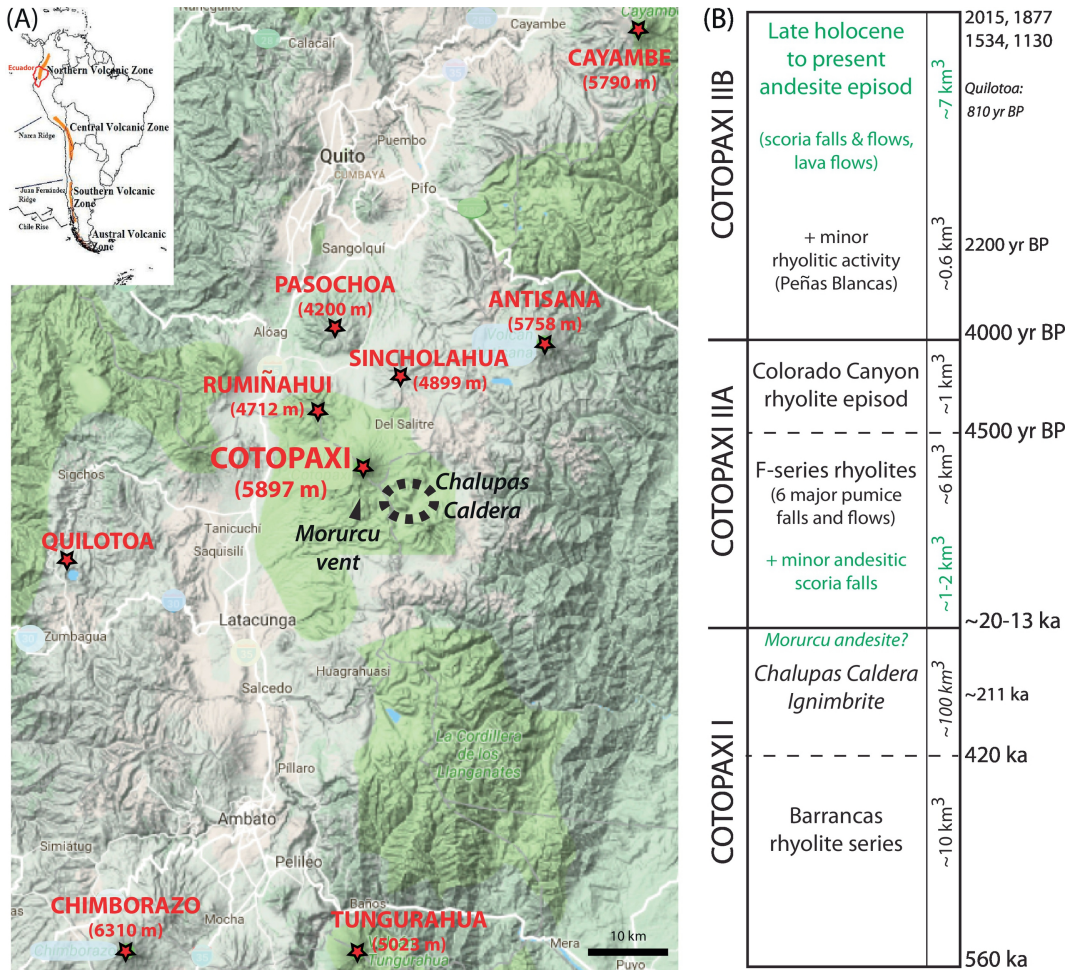 (A)
Ecuador
Northern Volcanic Zone
Central Volcanic Zone
Nazca Ridge
Juan Fernández
Ridge
Southern Volcanic
Zone
Chile Rise
Austral Volcanic
Zone
Calacalí
Cayambe
CAYAMBE
(5790 m)
35
Puembo
Quito
CUMBAYÁ
Pifo
Sangolquí
PASOCHOA
(4200 m)
ANTISANA
(5758 m)
Alóag
SINCHOLAHUA
(4899 m)
RUMIÑAHUI
(4712 m)
Del Salitre
COTOPAXI
(5897 m)
Chalupas
Caldera
Sigchos
Tanicuchí
Morurcu
vent
QUILOTOA
Saquisilí
30
Latacunga
30
Zumbagua
Huagrahuasi
Salcedo
La Cordillera
de los
Llanganates
Píllaro
Ambato
Simiátug
Pelileo
CHIMBORAZO
(6310 m)
Chimborazo
Mocha
Baños
TUNGURAHUA
(5023 m)
Tungurahua
Mera
10 km
Puyo
(B)
COTOPAXI IIB
Late holocene
to present
andesite episod
(scoria falls & flows,
lava flows)
~7 km3
+ minor
rhyolitic activity
(Peñas Blancas)
~0.6 km3
2015, 1877
1534, 1130
Quilotoa:
810 yr BP
2200 yr BP
4000 yr BP
COTOPAXI IIA
Colorado Canyon
rhyolite episod
~1 km3
4500 yr BP
F-series rhyolites
(6 major pumice
falls and flows)
~6 km3
+ minor andesitic
scoria falls
~1-2 km3
~20-13 ka
COTOPAXI I
Morurcu andesite?
Chalupas Caldera
Ignimbrite
~100 km3
~211 ka
420 ka
Barrancas
rhyolite series
~10 km3
560 ka